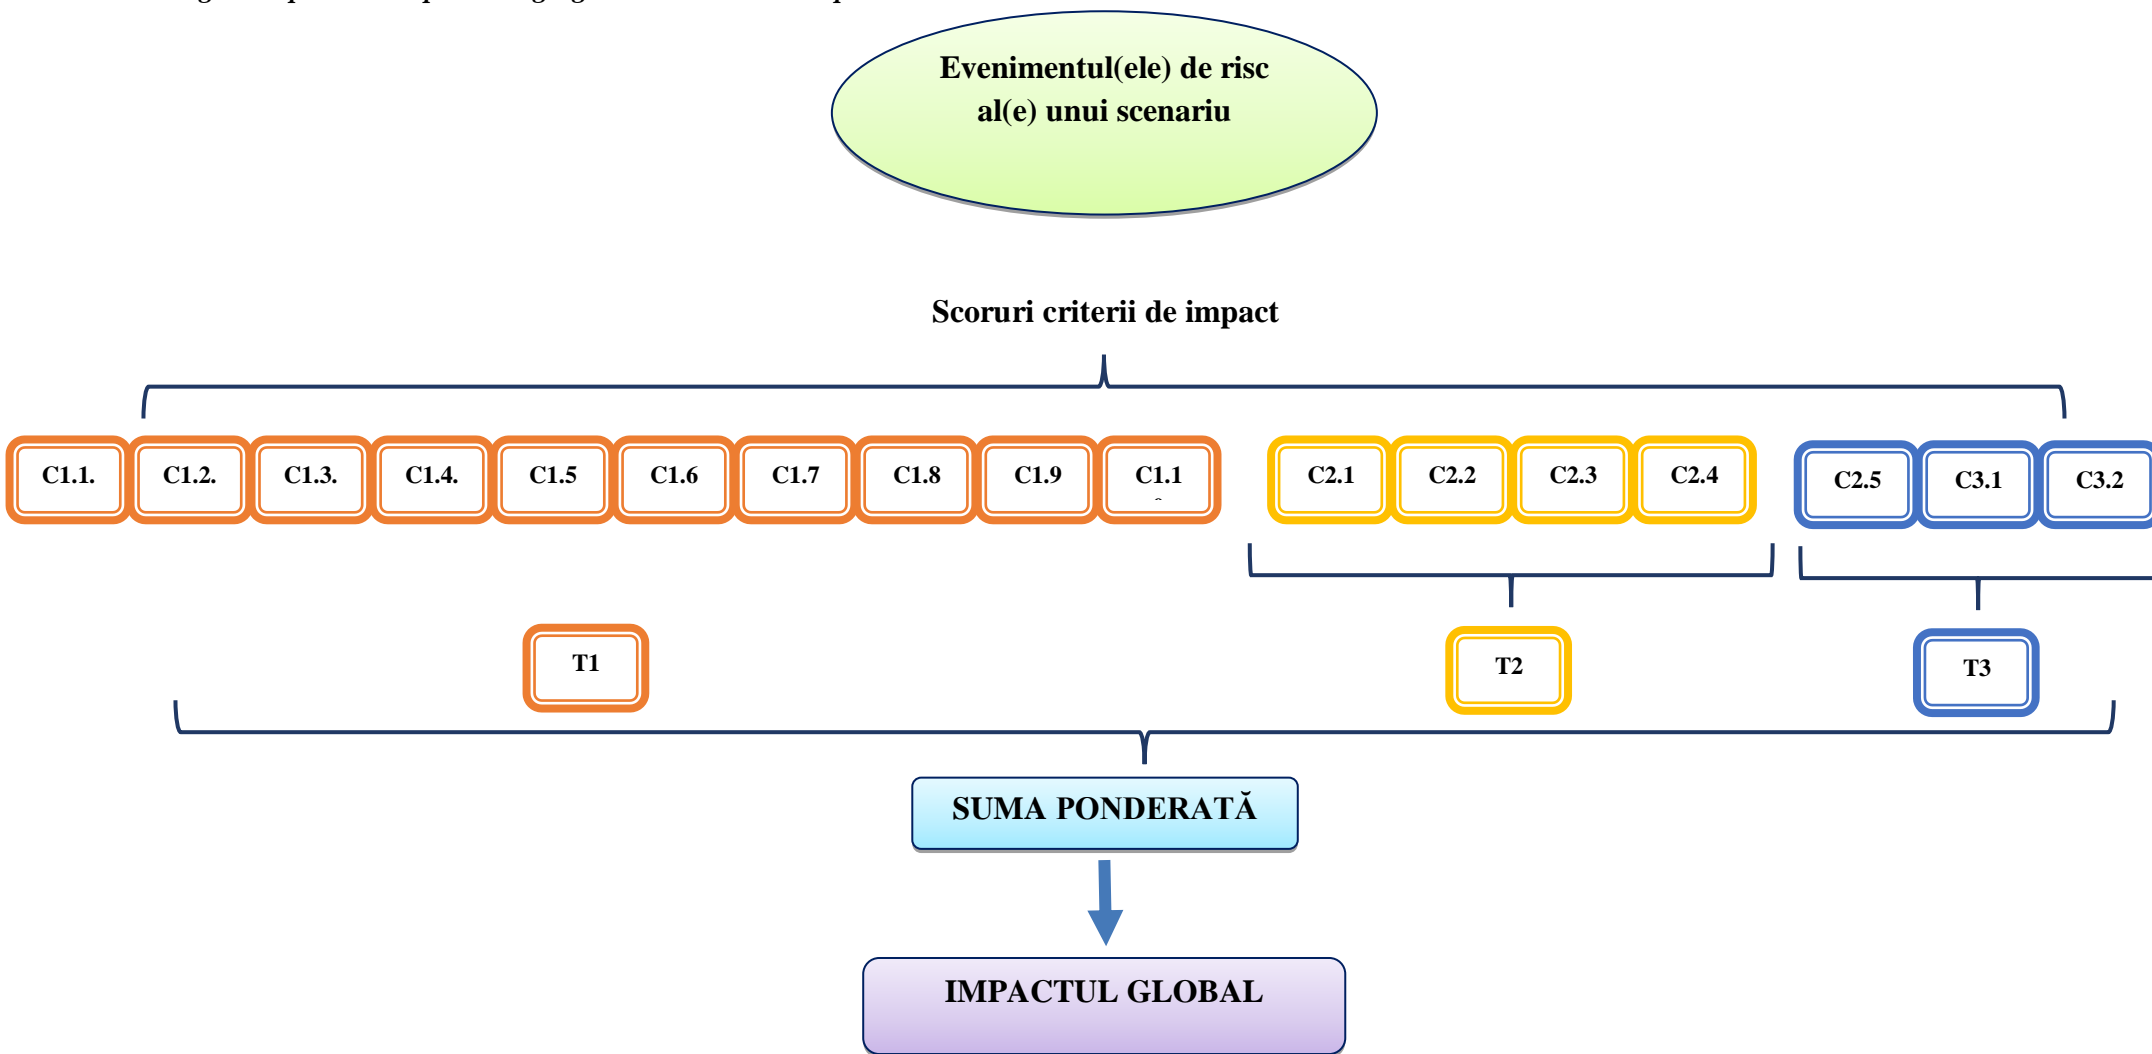 Evenimentul(ele) de risc
al(e) unui scenariu
Scoruri criterii de impact
C1.1. C1.2. C1.3. C1.4. C1.5 C1.6 C1.7 C1.8 C1.9 C1.1 C2.1 C2.2 C2.3 C2.4 C2.5 C3.1 C3.2
T1 T2 T3
SUMA PONDERATĂ
IMPACTUL GLOBAL